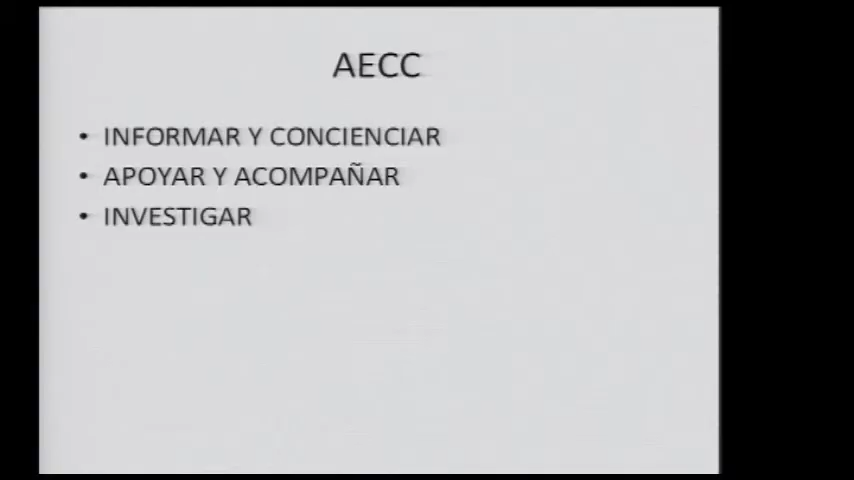 AECC
• INFORMAR Y CONCIENCIAR
• APOYAR Y ACOMPAÑAR
• INVESTIGAR